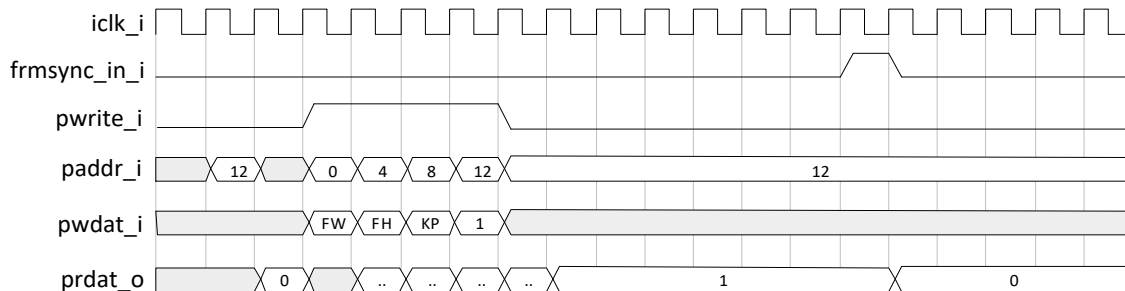 iclk_i
frmsync_in_i
pwrite_i
paddr_i 12 0 4 8 12 12
pwdat_i FW FH KP 1
prdat_o 0 .. .. .. .. 1 0